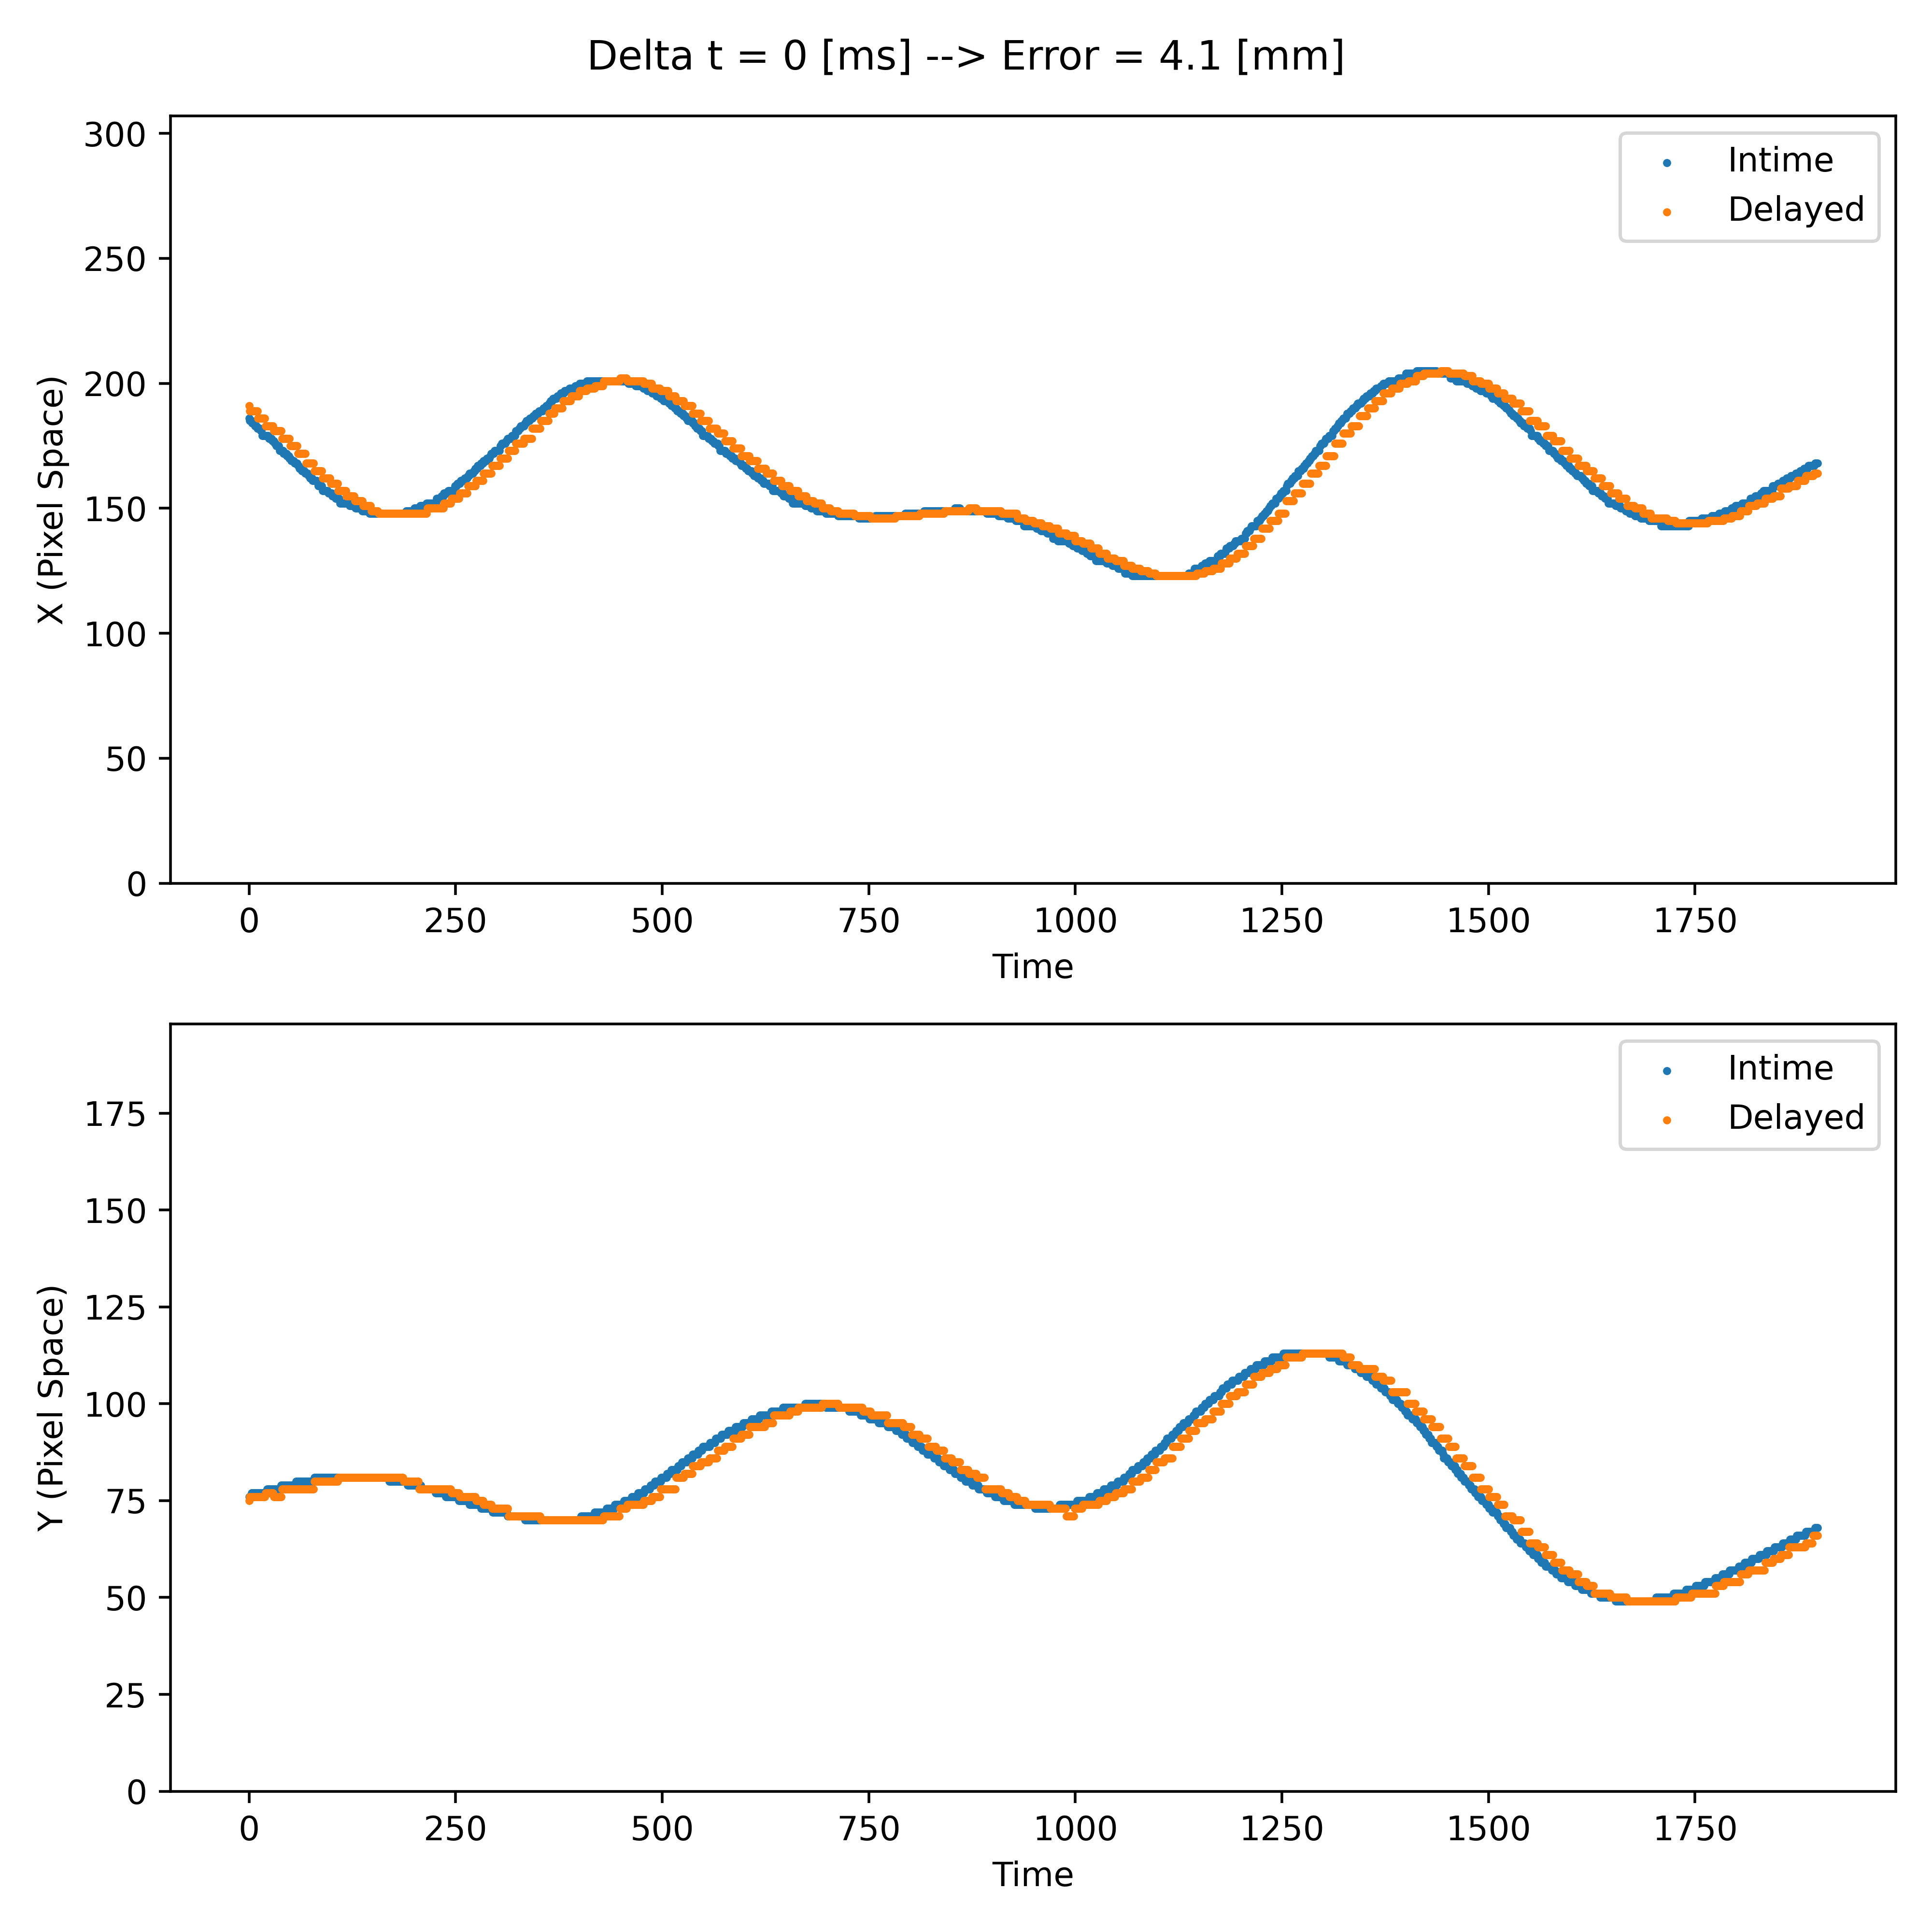 Delta t = 0 [ms] --> Error = 4.1 [mm]
300
250
200
150
100
50
0
X (Pixel Space)
Intime
Delayed
0 250 500 750 1000 1250 1500 1750
Time
175
150
125
100
75
50
25
0
Y (Pixel Space)
Intime
Delayed
0 250 500 750 1000 1250 1500 1750
Time